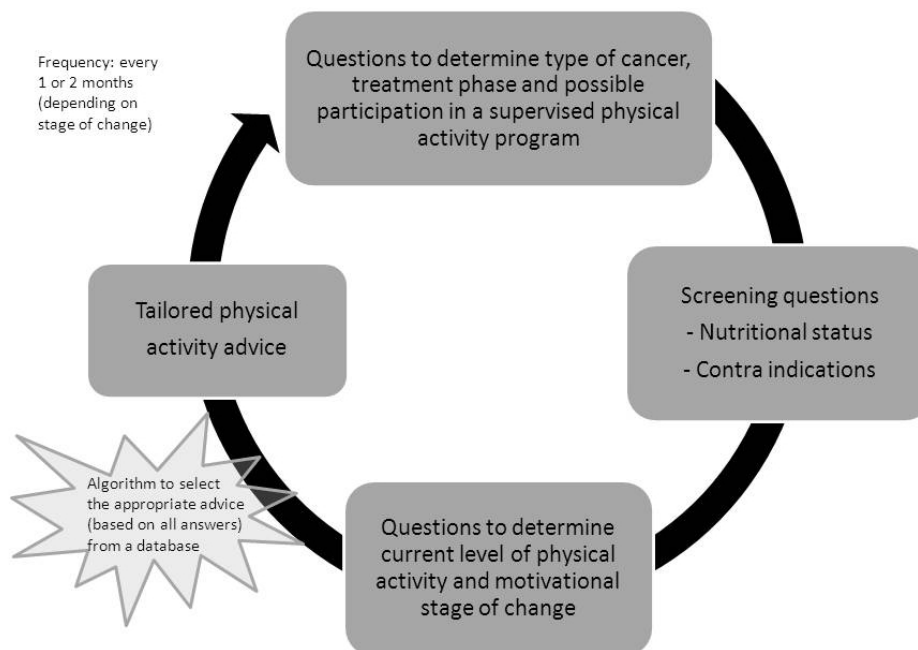 Frequency: every
1 or 2 months
(depending on
stage of change)
Questions to determine type of cancer,
treatment phase and possible
participation in a supervised physical
activity program
Screening questions
- Nutritional status
- Contra indications
Questions to determine
current level of physical
activity and motivational
stage of change
Algorithm to select
the appropriate advice
(based on all answers)
from a database
Tailored physical
activity advice